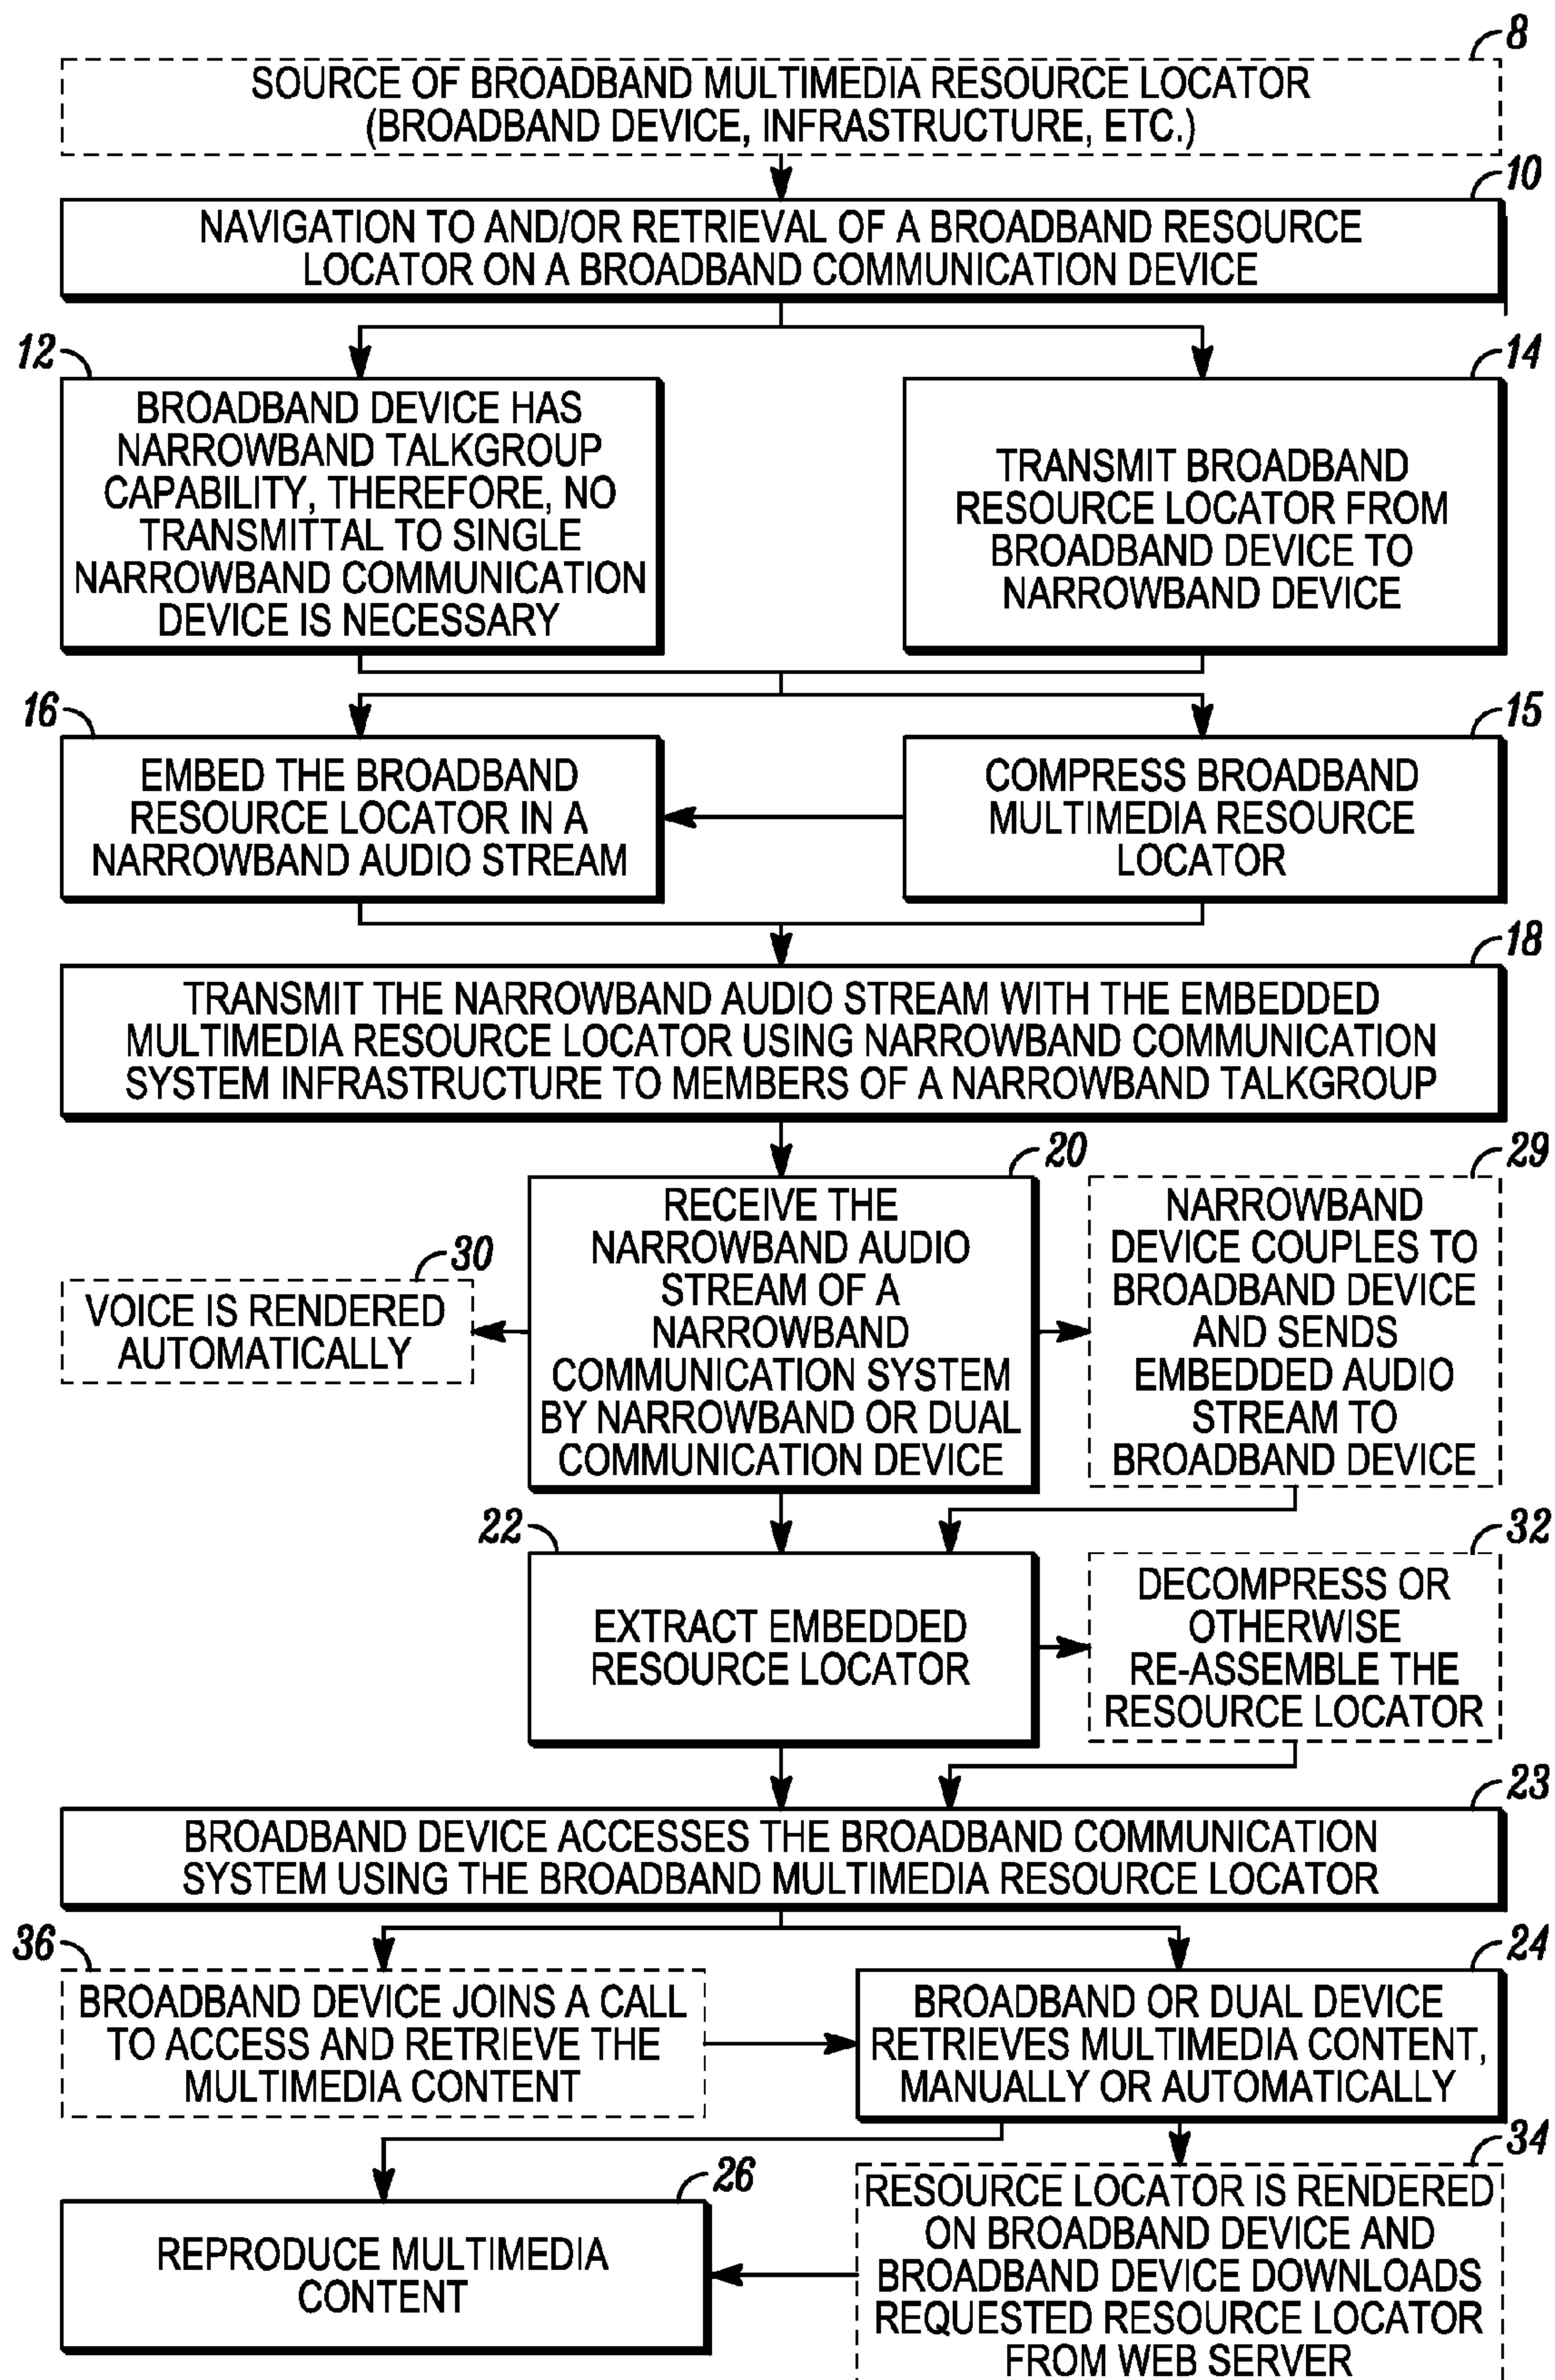 8
SOURCE OF BROADBAND MULTIMEDIA RESOURCE LOCATOR
(BROADBAND DEVICE, INFRASTRUCTURE, ETC.)
10
NAVIGATION TO AND/OR RETRIEVAL OF A BROADBAND RESOURCE
LOCATOR ON A BROADBAND COMMUNICATION DEVICE
12
BROADBAND DEVICE HAS
NARROWBAND TALKGROUP
CAPABILITY, THEREFORE, NO
TRANSMITTAL TO SINGLE
NARROWBAND COMMUNICATION
DEVICE IS NECESSARY
14
TRANSMIT BROADBAND
RESOURCE LOCATOR FROM
BROADBAND DEVICE TO
NARROWBAND DEVICE
16
EMBED THE BROADBAND
RESOURCE LOCATOR IN A
NARROWBAND AUDIO STREAM
15
COMPRESS BROADBAND
MULTIMEDIA RESOURCE
LOCATOR
18
TRANSMIT THE NARROWBAND AUDIO STREAM WITH THE EMBEDDED
MULTIMEDIA RESOURCE LOCATOR USING NARROWBAND COMMUNICATION
SYSTEM INFRASTRUCTURE TO MEMBERS OF A NARROWBAND TALKGROUP
30
VOICE IS RENDERED
AUTOMATICALLY
20
RECEIVE THE
NARROWBAND AUDIO
STREAM OF A
NARROWBAND
COMMUNICATION SYSTEM
BY NARROWBAND OR DUAL
COMMUNICATION DEVICE
29
NARROWBAND
DEVICE COUPLES TO
BROADBAND DEVICE
AND SENDS
EMBEDDED AUDIO
STREAM TO
BROADBAND DEVICE
22
EXTRACT EMBEDDED
RESOURCE LOCATOR
32
DECOMPRESS OR
OTHERWISE
RE-ASSEMBLE THE
RESOURCE LOCATOR
23
BROADBAND DEVICE ACCESSES THE BROADBAND COMMUNICATION
SYSTEM USING THE BROADBAND MULTIMEDIA RESOURCE LOCATOR
36
BROADBAND DEVICE JOINS A CALL
TO ACCESS AND RETRIEVE THE
MULTIMEDIA CONTENT
24
BROADBAND OR DUAL DEVICE
RETRIEVES MULTIMEDIA CONTENT,
MANUALLY OR AUTOMATICALLY
26
REPRODUCE MULTIMEDIA
CONTENT
34
RESOURCE LOCATOR IS RENDERED
ON BROADBAND DEVICE AND
BROADBAND DEVICE DOWNLOADS
REQUESTED RESOURCE LOCATOR
FROM WEB SERVER